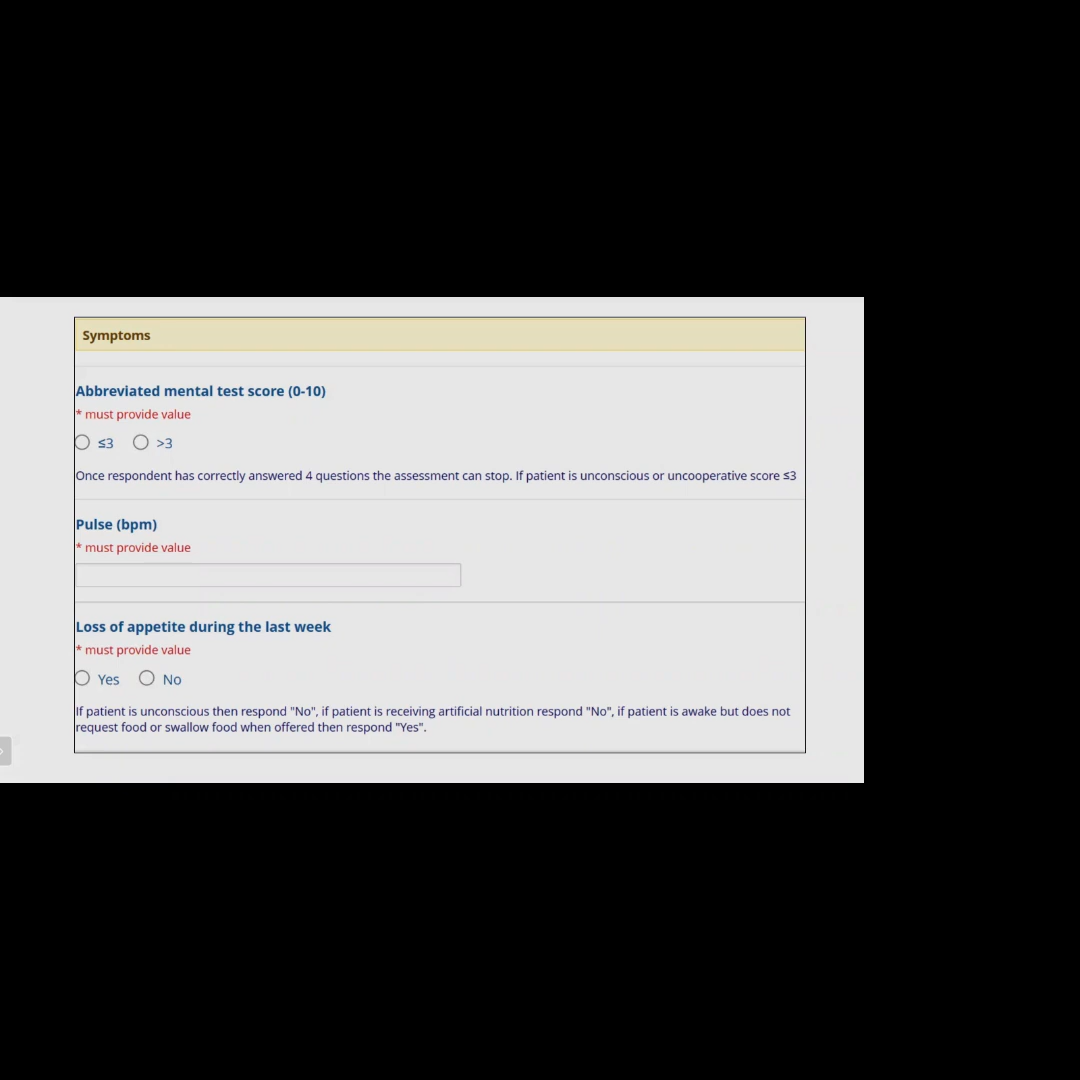 Symptoms
Abbreviated mental test score (0-10)
* must provide value
≤3 >3
Once respondent has correctly answered 4 questions the assessment can stop. If patient is unconscious or uncooperative score ≤3
Pulse (bpm)
* must provide value
Loss of appetite during the last week
* must provide value
Yes No
If patient is unconscious then respond "No", if patient is receiving artificial nutrition respond "No", if patient is awake but does not
request food or swallow food when offered then respond "Yes".